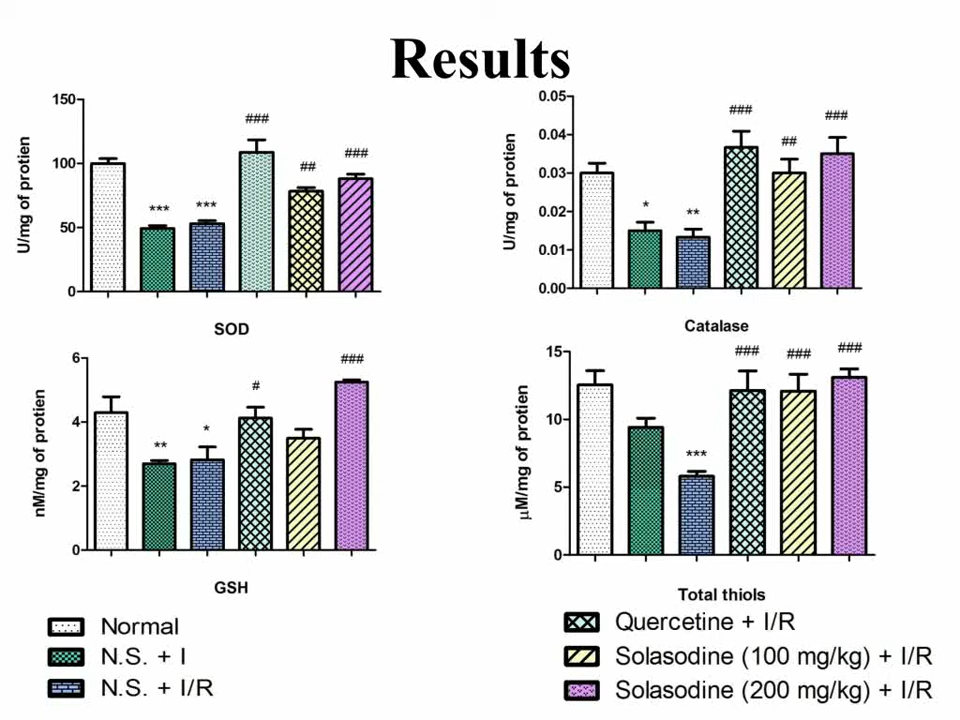 Results
150
100
50
0
U/mg of protien
***
***
###
##
###
SOD
0.05
0.04
0.03
0.02
0.01
0.00
U/mg of protien
*
**
###
##
###
Catalase
6
4
2
0
nM/mg of protien
**
*
#
###
GSH
15
10
5
0
µM/mg of protien
***
###
###
###
Total thiols
Normal
N.S. + I
N.S. + I/R
Quercetine + I/R
Solasodine (100 mg/kg) + I/R
Solasodine (200 mg/kg) + I/R